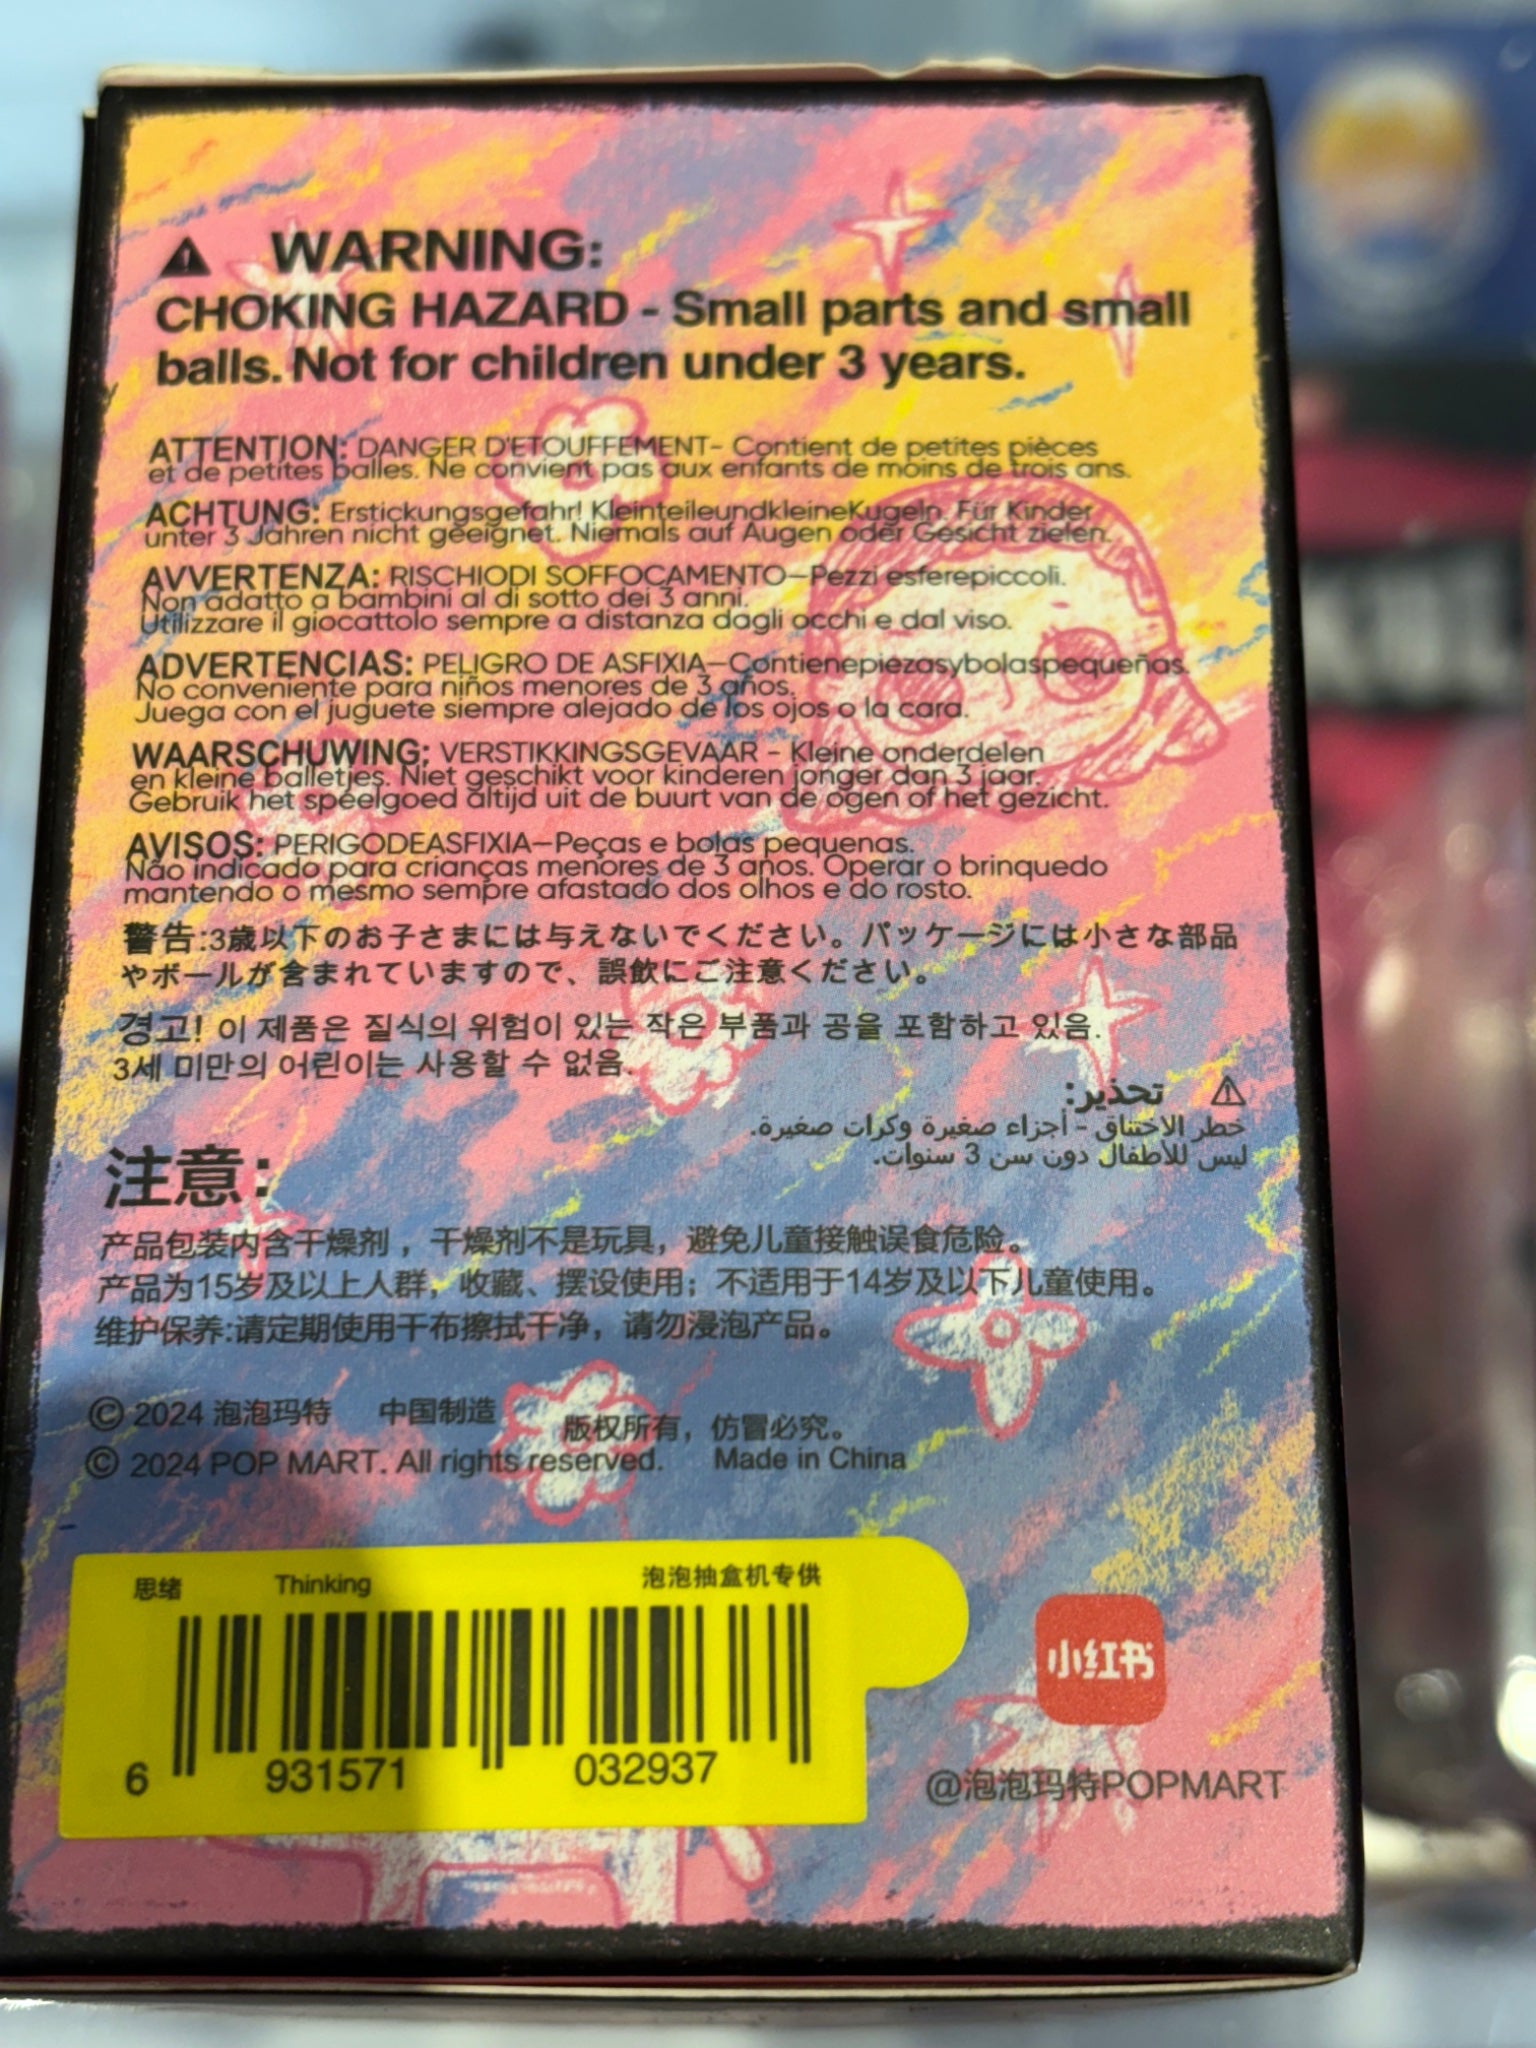 WARNING:
CHOKING HAZARD - Small parts and small
balls. Not for children under 3 years.
ATTENTION: DANGER D'ETOUFFEMENT- Contient de petites pièces
et de petites balles. Ne convient pas aux enfants de moins de trois ans.
ACHTUNG: Erstickungsgefahr! KleinteileundkleineKugeln. Für Kinder
unter 3 Jahren nicht geeignet. Niemals auf Augen oder Gesicht zielen.
AVVERTENZA: RISCHIODI SOFFOCAMENTO—Pezzi esferepiccoli.
Non adatto a bambini al di sotto dei 3 anni.
Utilizzare il giocattolo sempre a distanza dagli occhi e dal viso.
ADVERTENCIAS: PELIGRO DE ASFIXIA—Contienepiezasybolaspequeñas.
No conveniente para niños menores de 3 años.
Juega con el juguete siempre alejado de los ojos o la cara.
WAARSCHUWING: VERSTIKKINGSGEVAAR - Kleine onderdelen
en kleine balletjes. Niet geschikt voor kinderen jonger dan 3 jaar.
Gebruik het speelgoed altijd uit de buurt van de ogen of het gezicht.
AVISOS: PERIGODEASFIXIA—Peças e bolas pequenas.
Não indicado para crianças menores de 3 anos. Operar o brinquedo
mantendo o mesmo sempre afastado dos olhos e do rosto.
警告:3歳以下のお子さまには与えないでください。パッケージには小さな部品
やボールが含まれていますので、誤飲にご注意ください。
경고! 이 제품은 질식의 위험이 있는 작은 부품과 공을 포함하고 있음.
3세 미만의 어린이는 사용할 수 없음.
تحذير:
خطر الاختناق - أجزاء صغيرة وكرات صغيرة.
ليس للأطفال دون سن 3 سنوات.
注意:
产品包装内含干燥剂，干燥剂不是玩具，避免儿童接触误食危险。
产品为15岁及以上人群，收藏、摆设使用；不适用于14岁及以下儿童使用。
维护保养:请定期使用干布擦拭干净，请勿浸泡产品。
© 2024 泡泡玛特 中国制造 版权所有，仿冒必究。
© 2024 POP MART. All rights reserved. Made in China
思绪 Thinking 泡泡抽盒机专供
6 931571 032937
小红书
@泡泡玛特POPMART